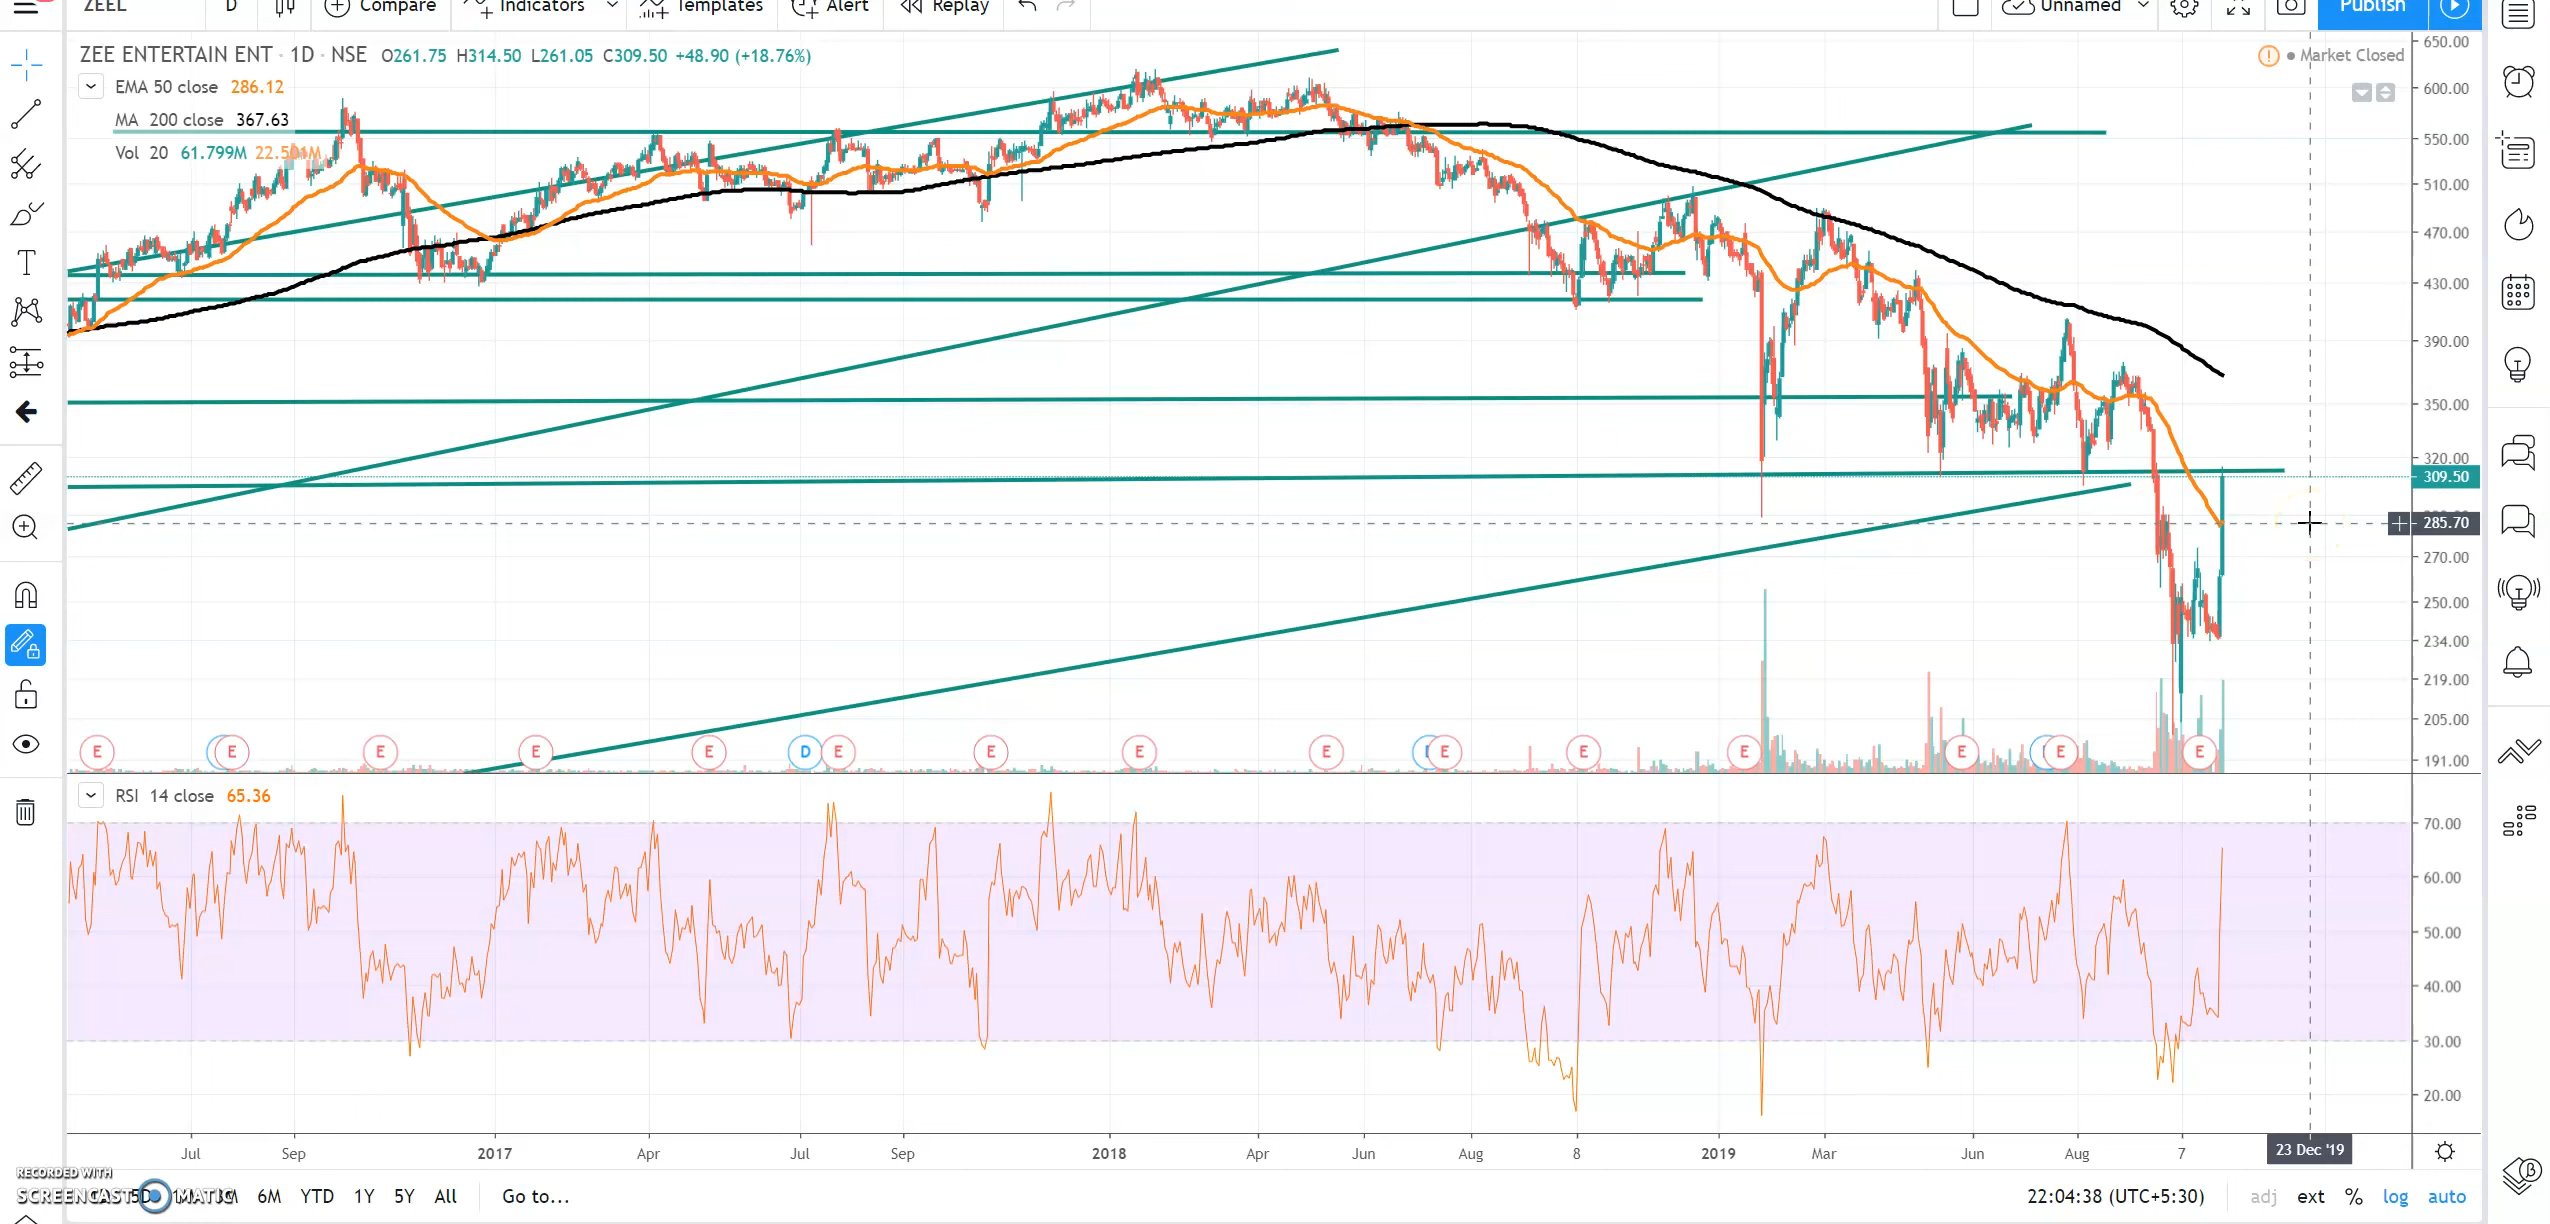 ZEEL D Compare Indicators Templates Alert Replay Unnamed Publish
ZEE ENTERTAIN ENT · 1D · NSE O261.75 H314.50 L261.05 C309.50 +48.90 (+18.76%)
Market Closed
EMA 50 close 286.12
MA 200 close 367.63
Vol 20 61.799M
650.00
600.00
550.00
510.00
470.00
430.00
390.00
350.00
320.00
309.50
285.70
270.00
250.00
234.00
219.00
205.00
191.00
E E E E E D E E E E E E E E E E
RSI 14 close 65.36
70.00
60.00
50.00
40.00
30.00
20.00
Jul Sep 2017 Apr Jul Sep 2018 Apr Jun Aug 8 2019 Mar Jun Aug 7 23 Dec '19
RECORDED WITH
SCREENCAST MATIC
6M YTD 1Y 5Y All Go to... 22:04:38 (UTC+5:30) adj ext % log auto